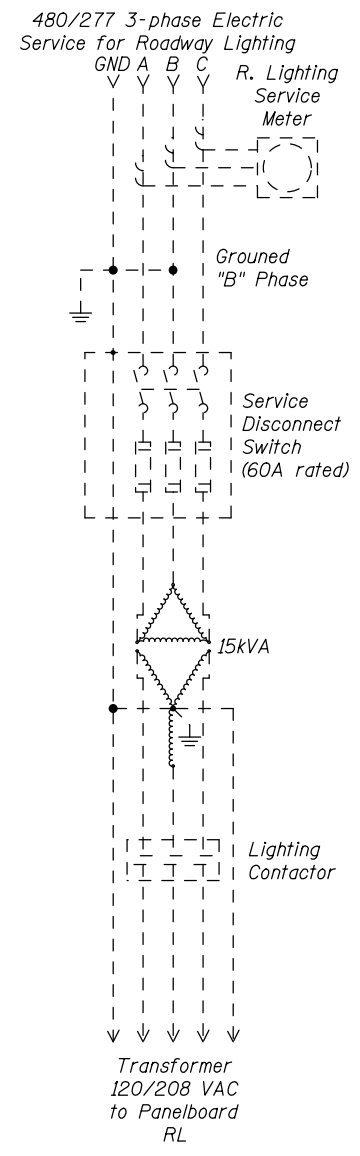 480/277 3-phase Electric
Service for Roadway Lighting
GND A B C
R. Lighting
Service
Meter
Grouned
"B" Phase
Service
Disconnect
Switch
(60A rated)
15kVA
Lighting
Contactor
Transformer
120/208 VAC
to Panelboard
RL